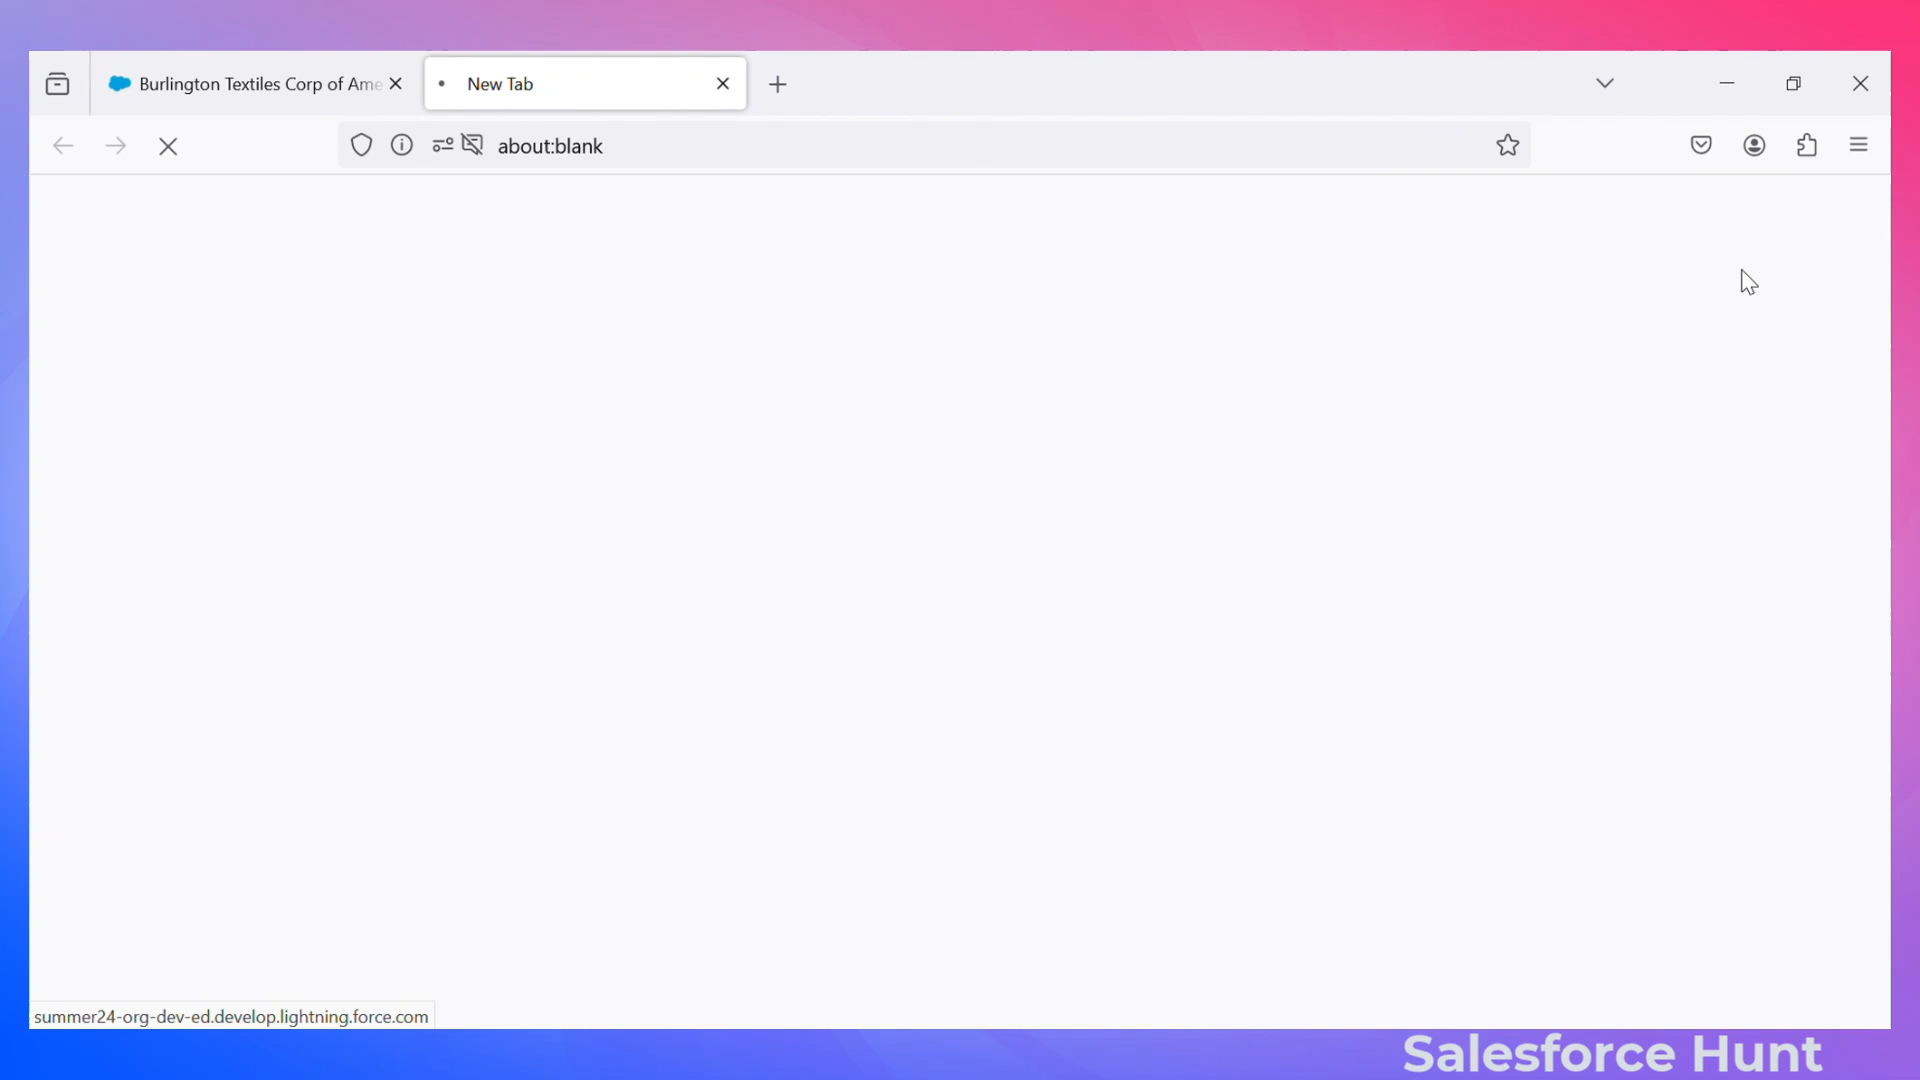 Burlington Textiles Corp of Ame
New Tab
about:blank
summer24-org-dev-ed.develop.lightning.force.com
Salesforce Hunt